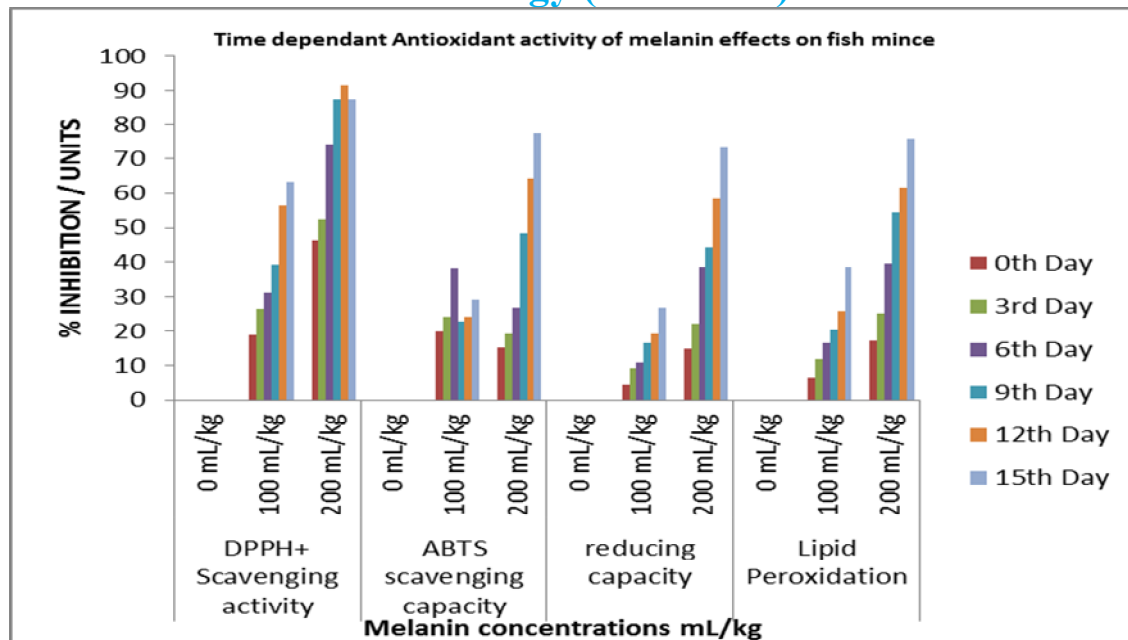 Time dependant Antioxidant activity of melanin effects on fish mince
% INHIBITION / UNITS
100
90
80
70
60
50
40
30
20
10
0
0th Day
3rd Day
6th Day
9th Day
12th Day
15th Day
0 mL/kg
100 mL/kg
200 mL/kg
0 mL/kg
100 mL/kg
200 mL/kg
0 mL/kg
100 mL/kg
200 mL/kg
0 mL/kg
100 mL/kg
200 mL/kg
DPPH+
Scavenging
activity
ABTS
scavenging
capacity
reducing
capacity
Lipid
Peroxidation
Melanin concentrations mL/kg